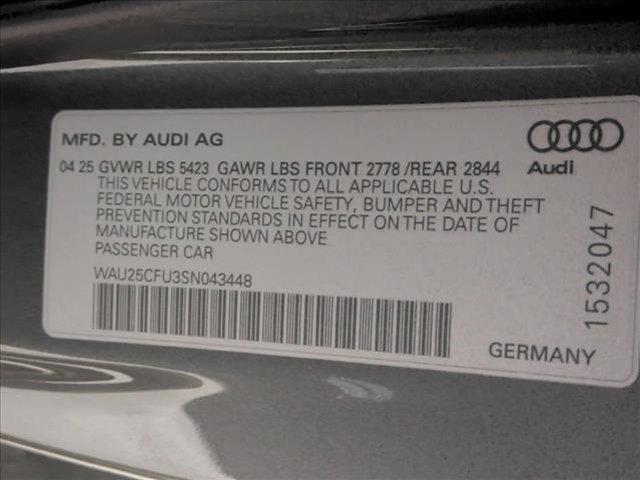 MFD. BY AUDI AG
04 25 GVWR LBS 5423 GAWR LBS FRONT 2778 /REAR 2844
THIS VEHICLE CONFORMS TO ALL APPLICABLE U.S.
FEDERAL MOTOR VEHICLE SAFETY, BUMPER AND THEFT
PREVENTION STANDARDS IN EFFECT ON THE DATE OF
MANUFACTURE SHOWN ABOVE
PASSENGER CAR
WAU25CFU3SN043448
Audi
1532047
GERMANY